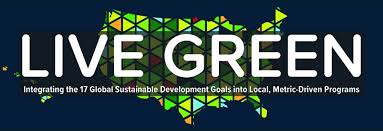 LIVE GREEN
Integrating the 17 Global Sustainable Development Goals into Local, Metric-Driven Programs